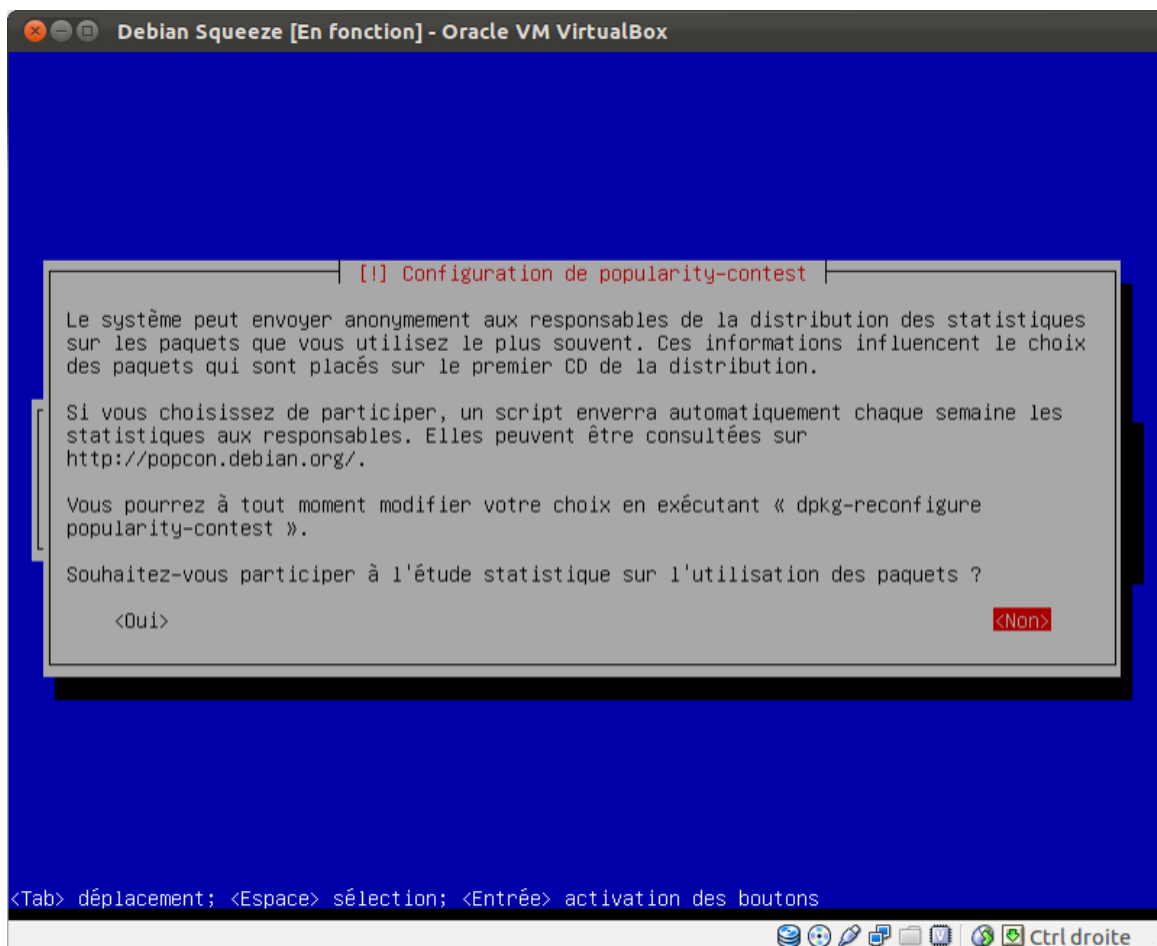 Debian Squeeze [En fonction] - Oracle VM VirtualBox
[!] Configuration de popularity-contest
Le système peut envoyer anonymement aux responsables de la distribution des statistiques
sur les paquets que vous utilisez le plus souvent. Ces informations influencent le choix
des paquets qui sont placés sur le premier CD de la distribution.
Si vous choisissez de participer, un script enverra automatiquement chaque semaine les
statistiques aux responsables. Elles peuvent être consultées sur
http://popcon.debian.org/.
Vous pourrez à tout moment modifier votre choix en exécutant « dpkg-reconfigure
popularity-contest ».
Souhaitez-vous participer à l'étude statistique sur l'utilisation des paquets ?
<Oui> <Non>
<Tab> déplacement; <Espace> sélection; <Entrée> activation des boutons
Ctrl droite